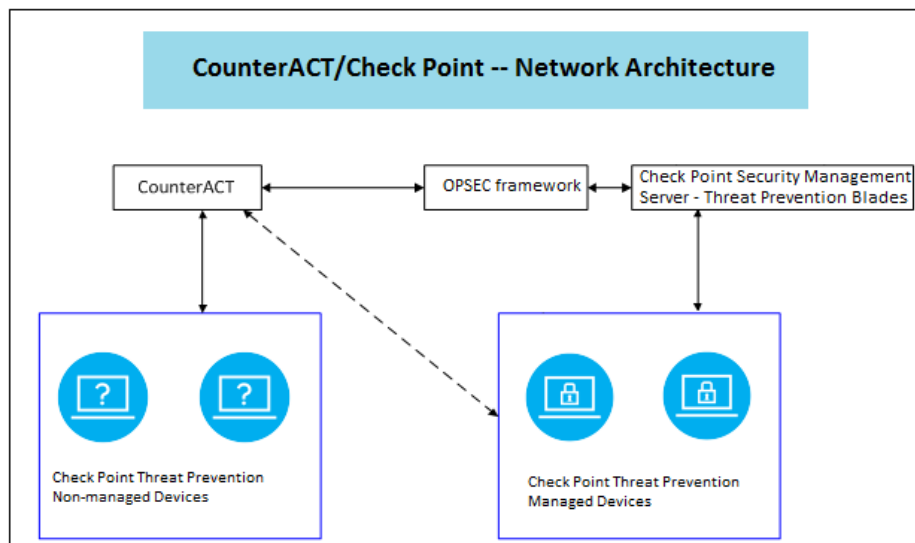 CounterACT/Check Point -- Network Architecture
CounterACT
OPSEC framework
Check Point Security Management
Server - Threat Prevention Blades
?
?
Check Point Threat Prevention
Non-managed Devices
Check Point Threat Prevention
Managed Devices